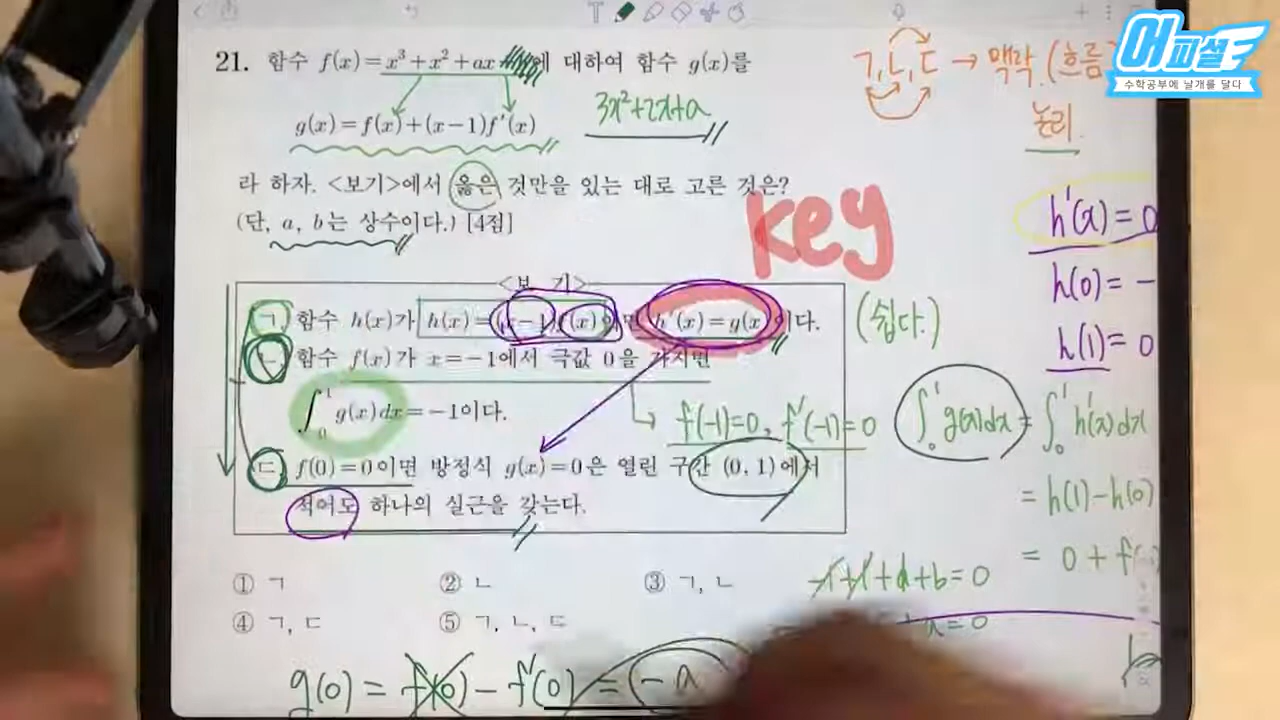 21. 함수 f(x)=x³+x²+ax 에 대하여 함수 g(x)를
g(x)=f(x)+(x-1)f'(x)
3x²+2x+a
라 하자. <보기>에서 옳은 것만을 있는 대로 고른 것은?
(단, a, b는 상수이다.) [4점]
key
ㄱ, ㄴ, ㄷ → 맥락. (흐름
논리.
어피셜
수학공부에 날개를 달다
h'(x) = 0
h(0) = -
h(1) = 0
<보 기>
ㄱ. 함수 h(x)가 h(x)=(x-1)f(x)이면 h'(x)=g(x)이다.
(쉽다.)
ㄴ. 함수 f(x)가 x=-1에서 극값 0을 가지면
∫₀¹ g(x)dx=-1이다.
f(-1)=0, f'(-1)=0
∫₀¹ g(x)dx = ∫₀¹ h'(x)dx
= h(1)-h(0)
= 0 + f(
ㄷ. f(0)=0이면 방정식 g(x)=0은 열린 구간 (0, 1)에서
적어도 하나의 실근을 갖는다.
① ㄱ ② ㄴ ③ ㄱ, ㄴ
④ ㄱ, ㄷ ⑤ ㄱ, ㄴ, ㄷ
-1+1+a+b=0
=0
g(0) = f(0) - f'(0) = -a